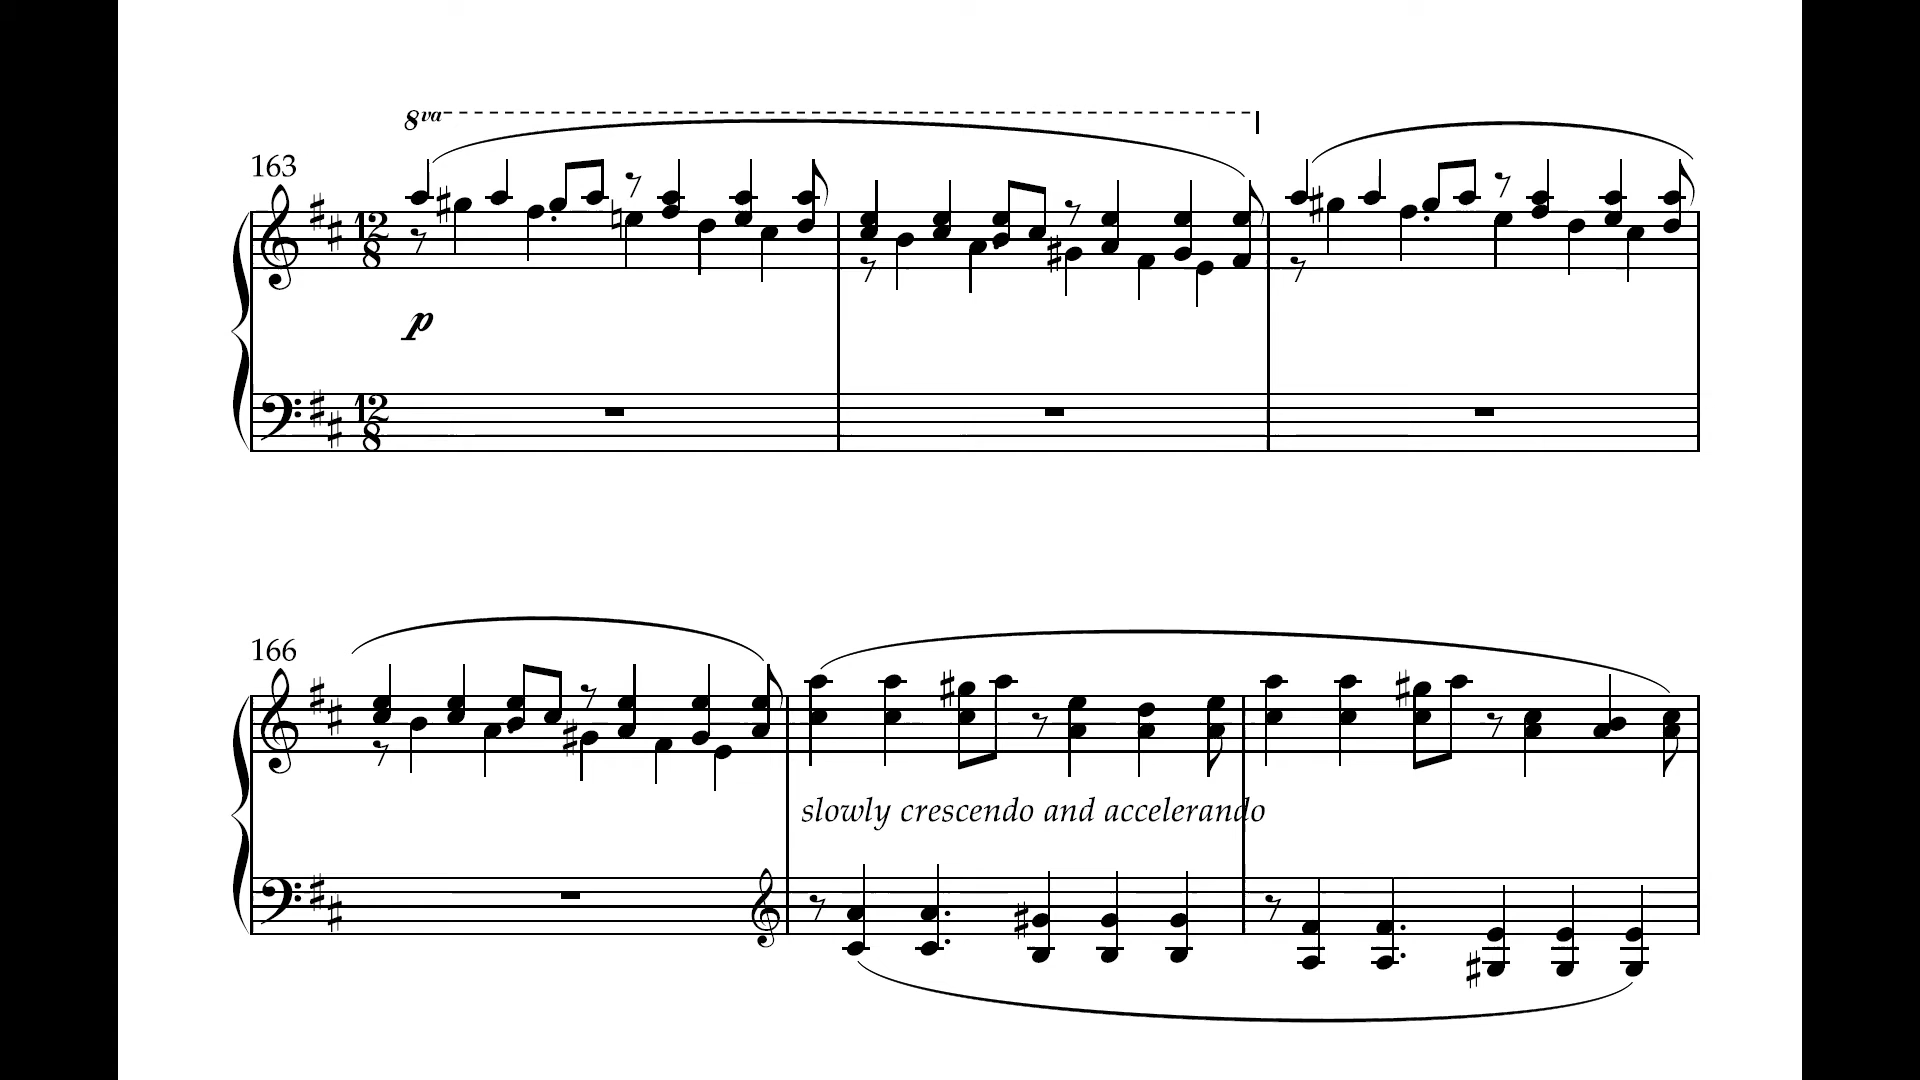 8va
163
12
8
p
12
8
166
slowly crescendo and accelerando